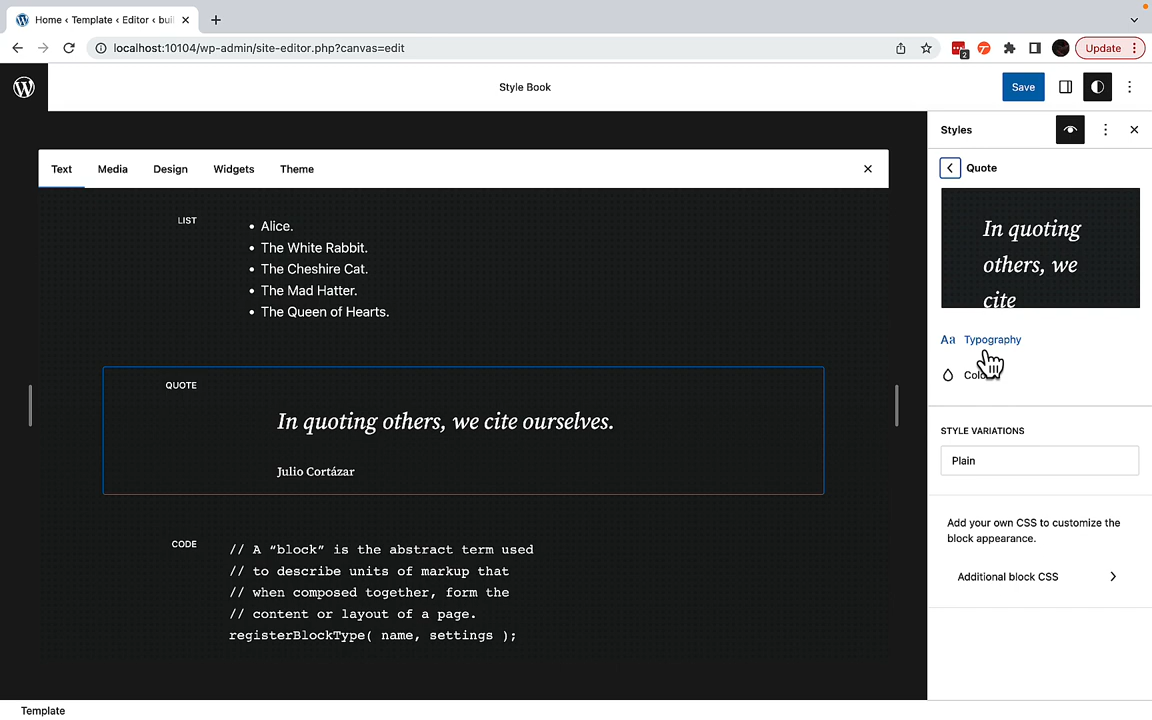 Home ‹ Template ‹ Editor ‹ bui
localhost:10104/wp-admin/site-editor.php?canvas=edit
2
Update
Style Book
Save
Styles
Text
Media
Design
Widgets
Theme
Quote
LIST
• Alice.
• The White Rabbit.
• The Cheshire Cat.
• The Mad Hatter.
• The Queen of Hearts.
In quoting
others, we
cite
Aa Typography
QUOTE
In quoting others, we cite ourselves.
Julio Cortázar
STYLE VARIATIONS
Plain
Add your own CSS to customize the
block appearance.
Additional block CSS
CODE
// A “block” is the abstract term used
// to describe units of markup that
// when composed together, form the
// content or layout of a page.
registerBlockType( name, settings );
Template